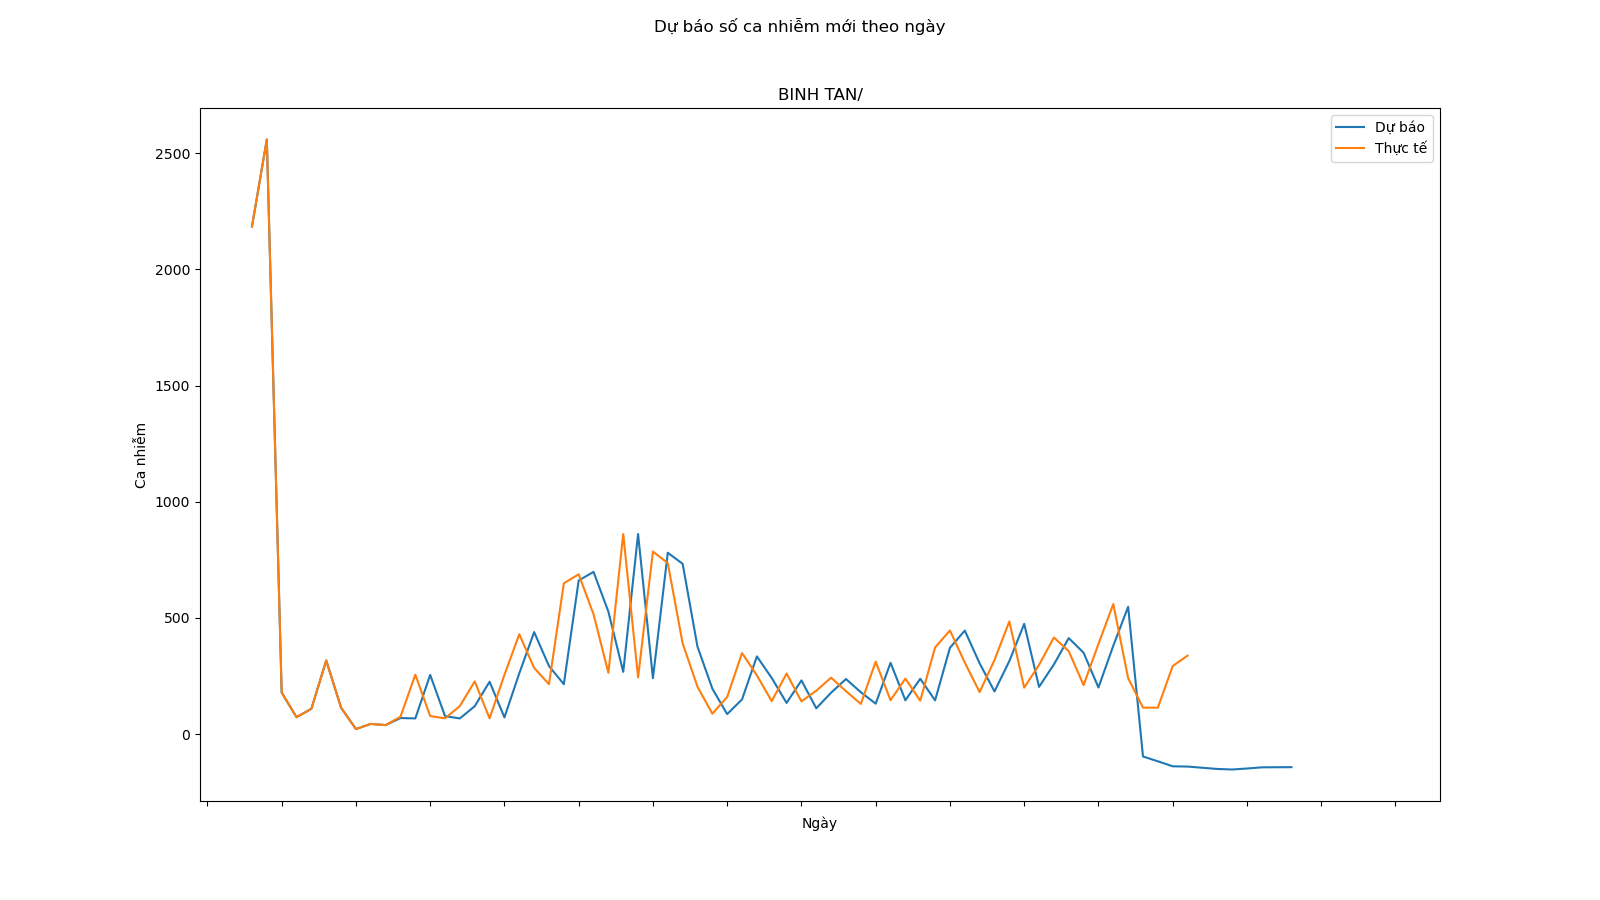 Dự báo số ca nhiễm mới theo ngày
BINH TAN/
Dự báo
Thực tế
2500
2000
1500
1000
500
0
Ca nhiễm
Ngày